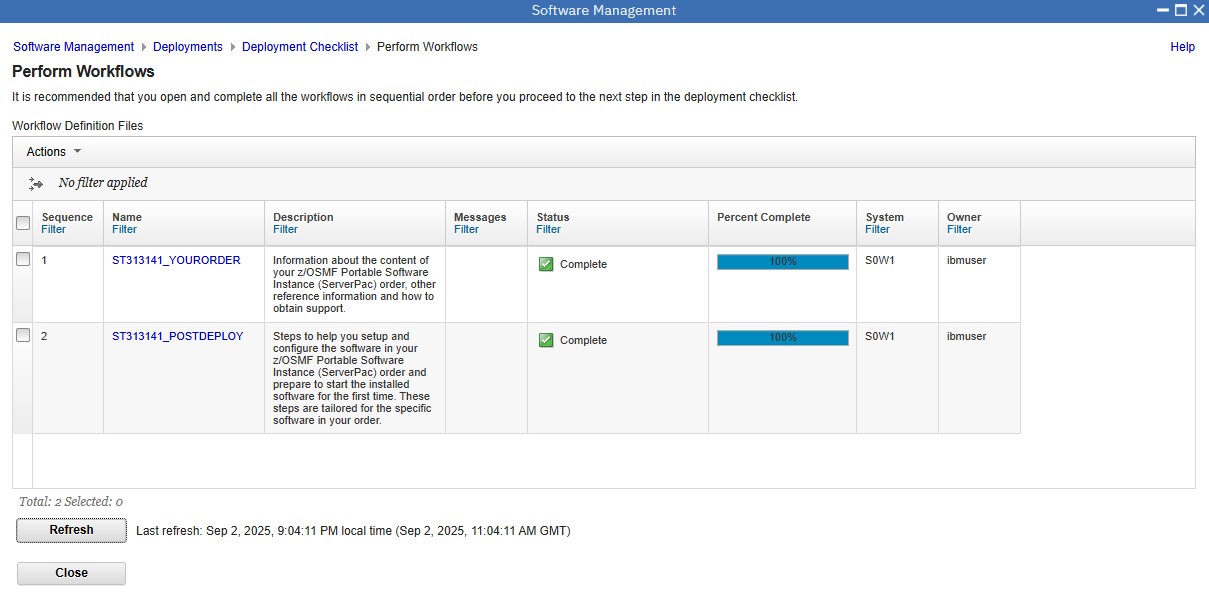 Software Management
Software Management Deployments Deployment Checklist Perform Workflows Help
Perform Workflows
It is recommended that you open and complete all the workflows in sequential order before you proceed to the next step in the deployment checklist.
Workflow Definition Files
Actions
No filter applied
Sequence Name Description Messages Status Percent Complete System Owner
Filter Filter Filter Filter Filter Filter Filter
1 ST313141_YOURORDER Information about the content of Complete 100% S0W1 ibmuser
your z/OSMF Portable Software
Instance (ServerPac) order, other
reference information and how to
obtain support.
2 ST313141_POSTDEPLOY Steps to help you setup and Complete 100% S0W1 ibmuser
configure the software in your
z/OSMF Portable Software
Instance (ServerPac) order and
prepare to start the installed
software for the first time. These
steps are tailored for the specific
software in your order.
Total: 2 Selected: 0
Refresh Last refresh: Sep 2, 2025, 9:04:11 PM local time (Sep 2, 2025, 11:04:11 AM GMT)
Close